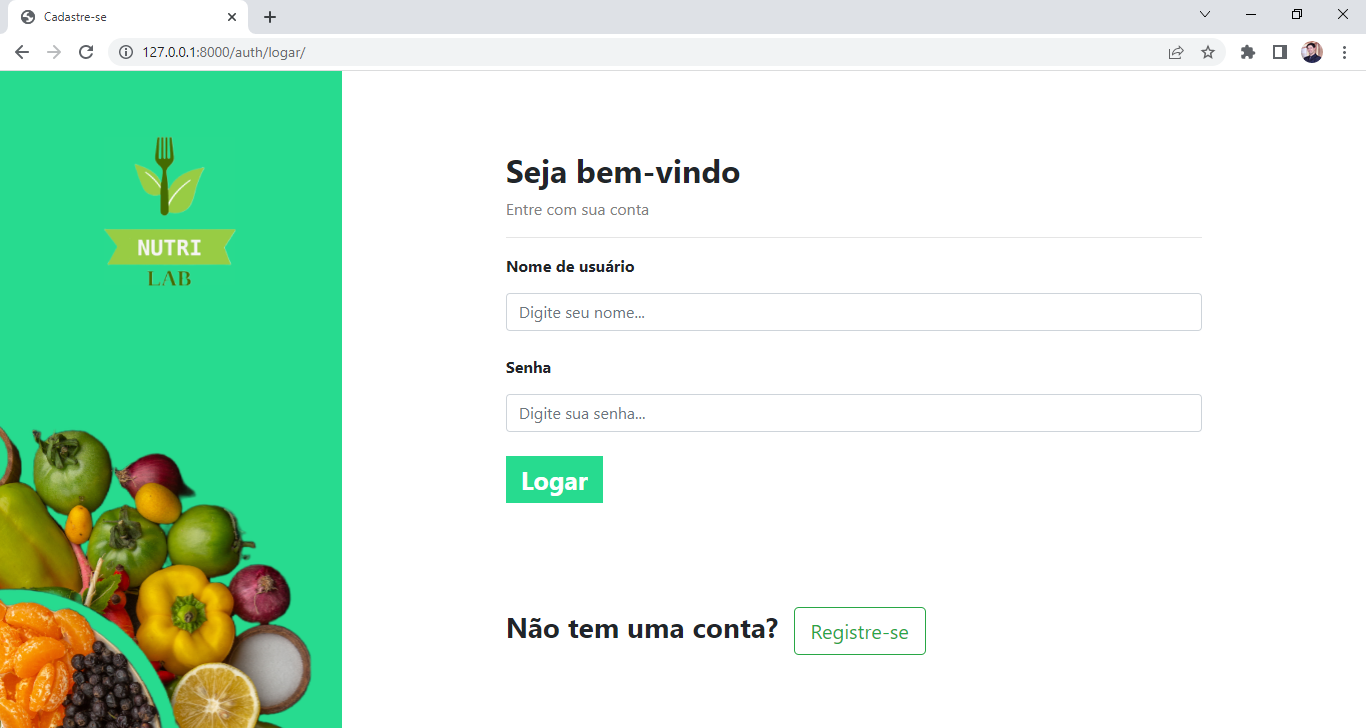 Cadastre-se
127.0.0.1:8000/auth/logar/
NUTRI
LAB
Seja bem-vindo
Entre com sua conta
Nome de usuário
Digite seu nome...
Senha
Digite sua senha...
Logar
Não tem uma conta?
Registre-se